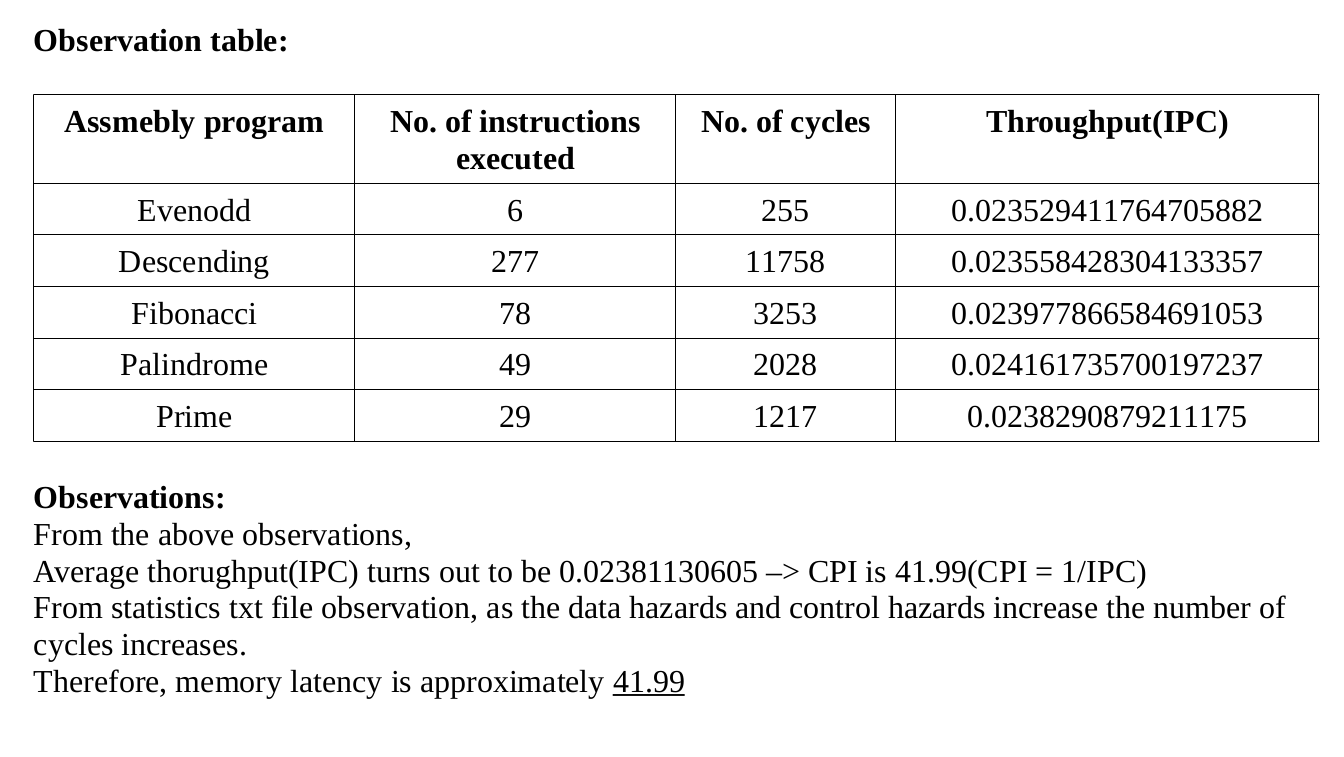 Observation table:
Assmebly program No. of instructions executed No. of cycles Throughput(IPC)
Evenodd 6 255 0.023529411764705882
Descending 277 11758 0.023558428304133357
Fibonacci 78 3253 0.023977866584691053
Palindrome 49 2028 0.024161735700197237
Prime 29 1217 0.0238290879211175
Observations:
From the above observations,
Average thorughput(IPC) turns out to be 0.02381130605 –> CPI is 41.99(CPI = 1/IPC)
From statistics txt file observation, as the data hazards and control hazards increase the number of
cycles increases.
Therefore, memory latency is approximately 41.99